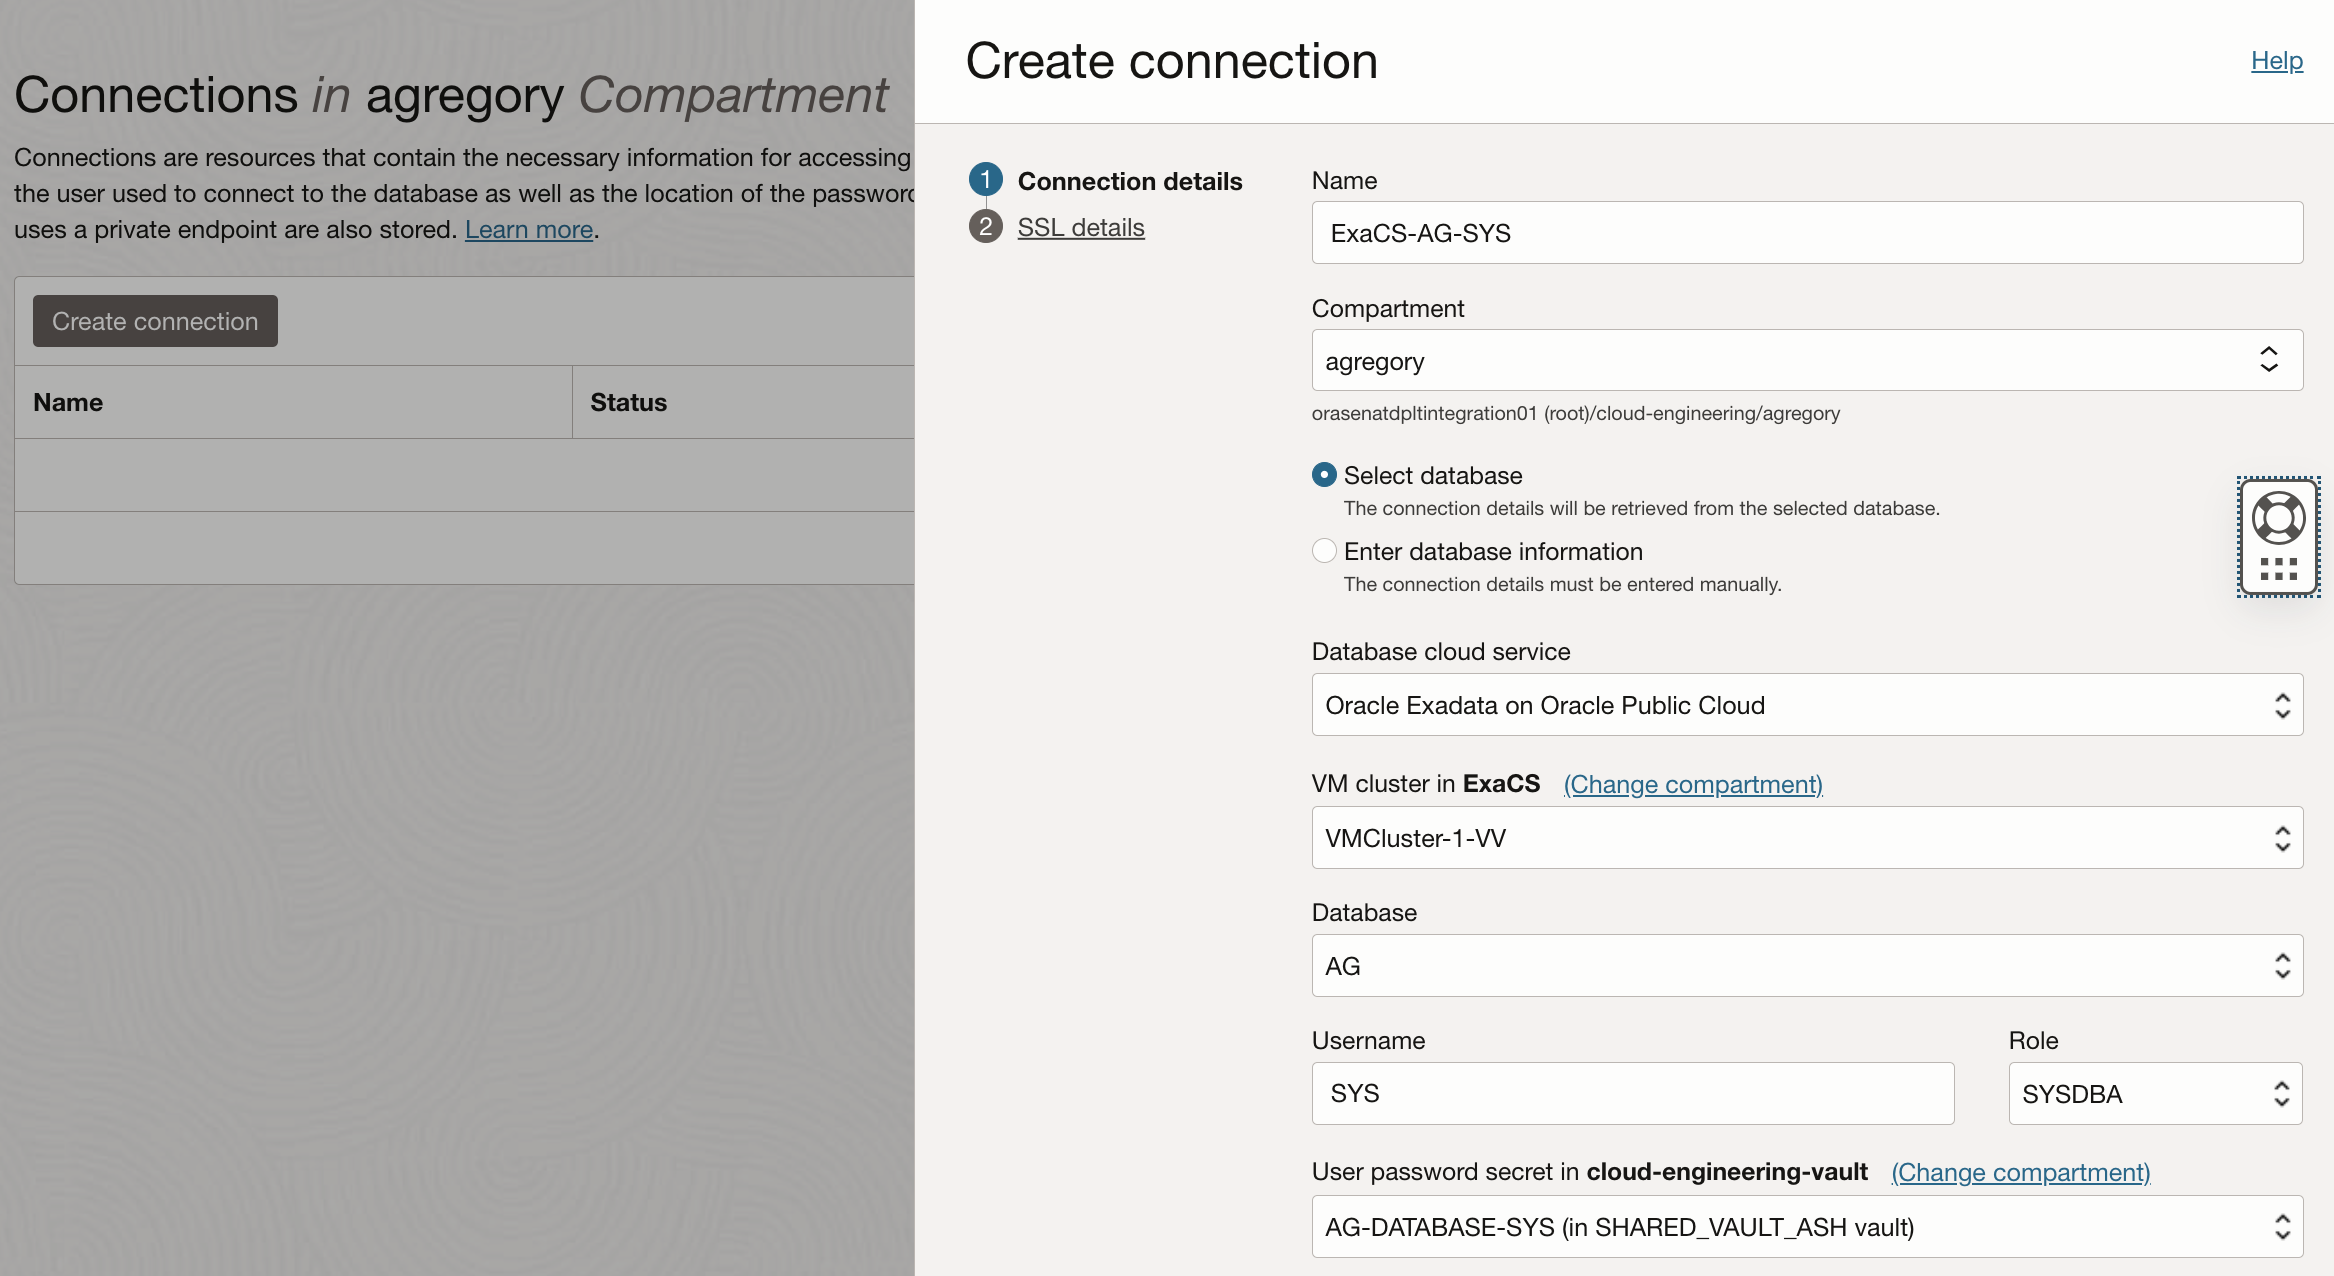 Connections in agregory Compartment
Connections are resources that contain the necessary information for accessing
the user used to connect to the database as well as the location of the
uses a private endpoint are also stored. Learn more.
Create connection
Name Status
Create connection
Help
1 Connection details
2 SSL details
Name
ExaCS-AG-SYS
Compartment
agregory
orasenatdpltintegration01 (root)/cloud-engineering/agregory
Select database
The connection details will be retrieved from the selected database.
Enter database information
The connection details must be entered manually.
Database cloud service
Oracle Exadata on Oracle Public Cloud
VM cluster in ExaCS (Change compartment)
VMCluster-1-VV
Database
AG
Username Role
SYS SYSDBA
User password secret in cloud-engineering-vault (Change compartment)
AG-DATABASE-SYS (in SHARED_VAULT_ASH vault)